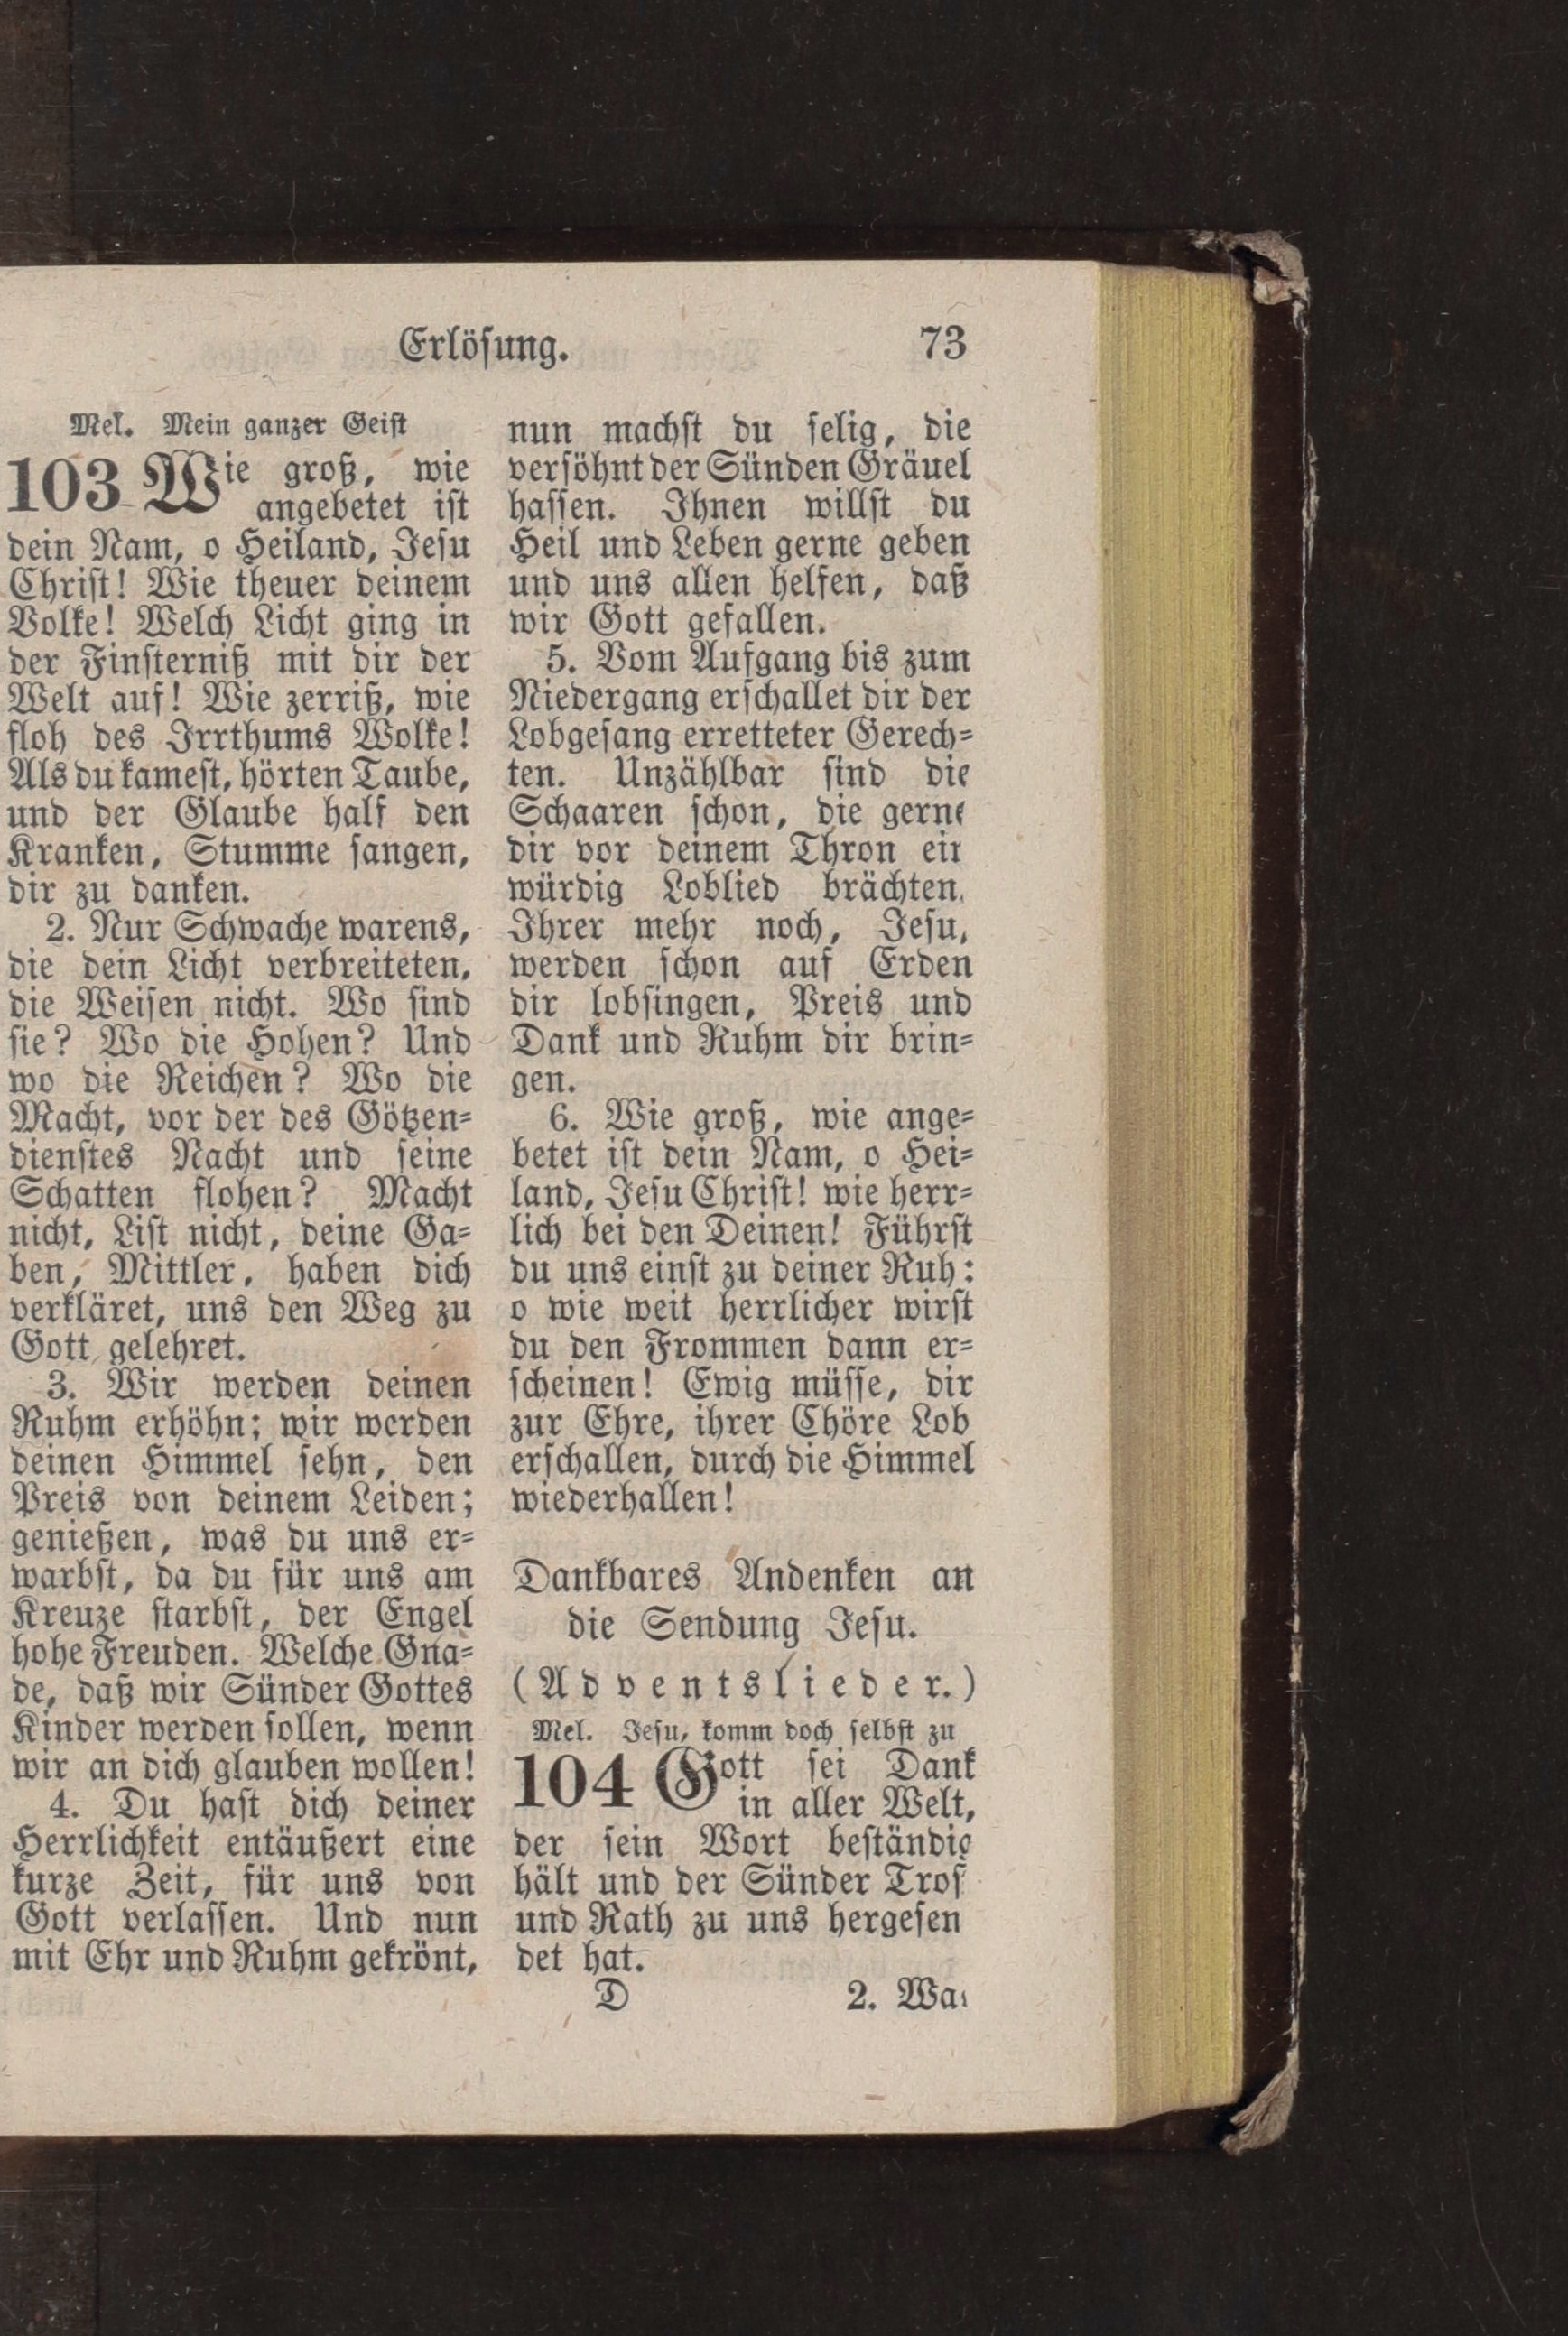 Erlöſung. 73
Mel. Mein ganzer Geiſt
103 Wie groß, wie
angebetet iſt
dein Nam, o Heiland, Jeſu
Chriſt! Wie theuer deinem
Volke! Welch Licht ging in
der Finſterniß mit dir der
Welt auf! Wie zerriß, wie
floh des Irrthums Wolke!
Als du kameſt, hörten Taube,
und der Glaube half den
Kranken, Stumme ſangen,
dir zu danken.
2. Nur Schwache warens,
die dein Licht verbreiteten,
die Weiſen nicht. Wo ſind
ſie? Wo die Hohen? Und
wo die Reichen? Wo die
Macht, vor der des Götzen-
dienſtes Nacht und ſeine
Schatten flohen? Macht
nicht, Liſt nicht, deine Ga-
ben, Mittler, haben dich
verkläret, uns den Weg zu
Gott gelehret.
3. Wir werden deinen
Ruhm erhöhn; wir werden
deinen Himmel ſehn, den
Preis von deinem Leiden;
genießen, was du uns er-
warbſt, da du für uns am
Kreuze ſtarbſt, der Engel
hohe Freuden. Welche Gna-
de, daß wir Sünder Gottes
Kinder werden ſollen, wenn
wir an dich glauben wollen!
4. Du haſt dich deiner
Herrlichkeit entäußert eine
kurze Zeit, für uns von
Gott verlaſſen. Und nun
mit Ehr und Ruhm gekrönt,
nun machſt du ſelig, die
verſöhnt der Sünden Gräuel
haſſen. Ihnen willſt du
Heil und Leben gerne geben
und uns allen helfen, daß
wir Gott gefallen.
5. Vom Aufgang bis zum
Niedergang erſchallet dir der
Lobgeſang erretteter Gerech-
ten. Unzählbar ſind die
Schaaren ſchon, die gerne
dir vor deinem Thron ein
würdig Loblied brächten.
Ihrer mehr noch, Jeſu,
werden ſchon auf Erden
dir lobſingen, Preis und
Dank und Ruhm dir brin-
gen.
6. Wie groß, wie ange-
betet iſt dein Nam, o Hei-
land, Jeſu Chriſt! wie herr-
lich bei den Deinen! Führſt
du uns einſt zu deiner Ruh:
o wie weit herrlicher wirſt
du den Frommen dann er-
ſcheinen! Ewig müſſe, dir
zur Ehre, ihrer Chöre Lob
erſchallen, durch die Himmel
wiederhallen!
Dankbares Andenken an
die Sendung Jeſu.
(Adventslieder.)
Mel. Jeſu, komm doch ſelbſt zu
104 Gott ſei Dank
in aller Welt,
der ſein Wort beſtändig
hält und der Sünder Troſt
und Rath zu uns hergeſen
det hat.
D 2. Was